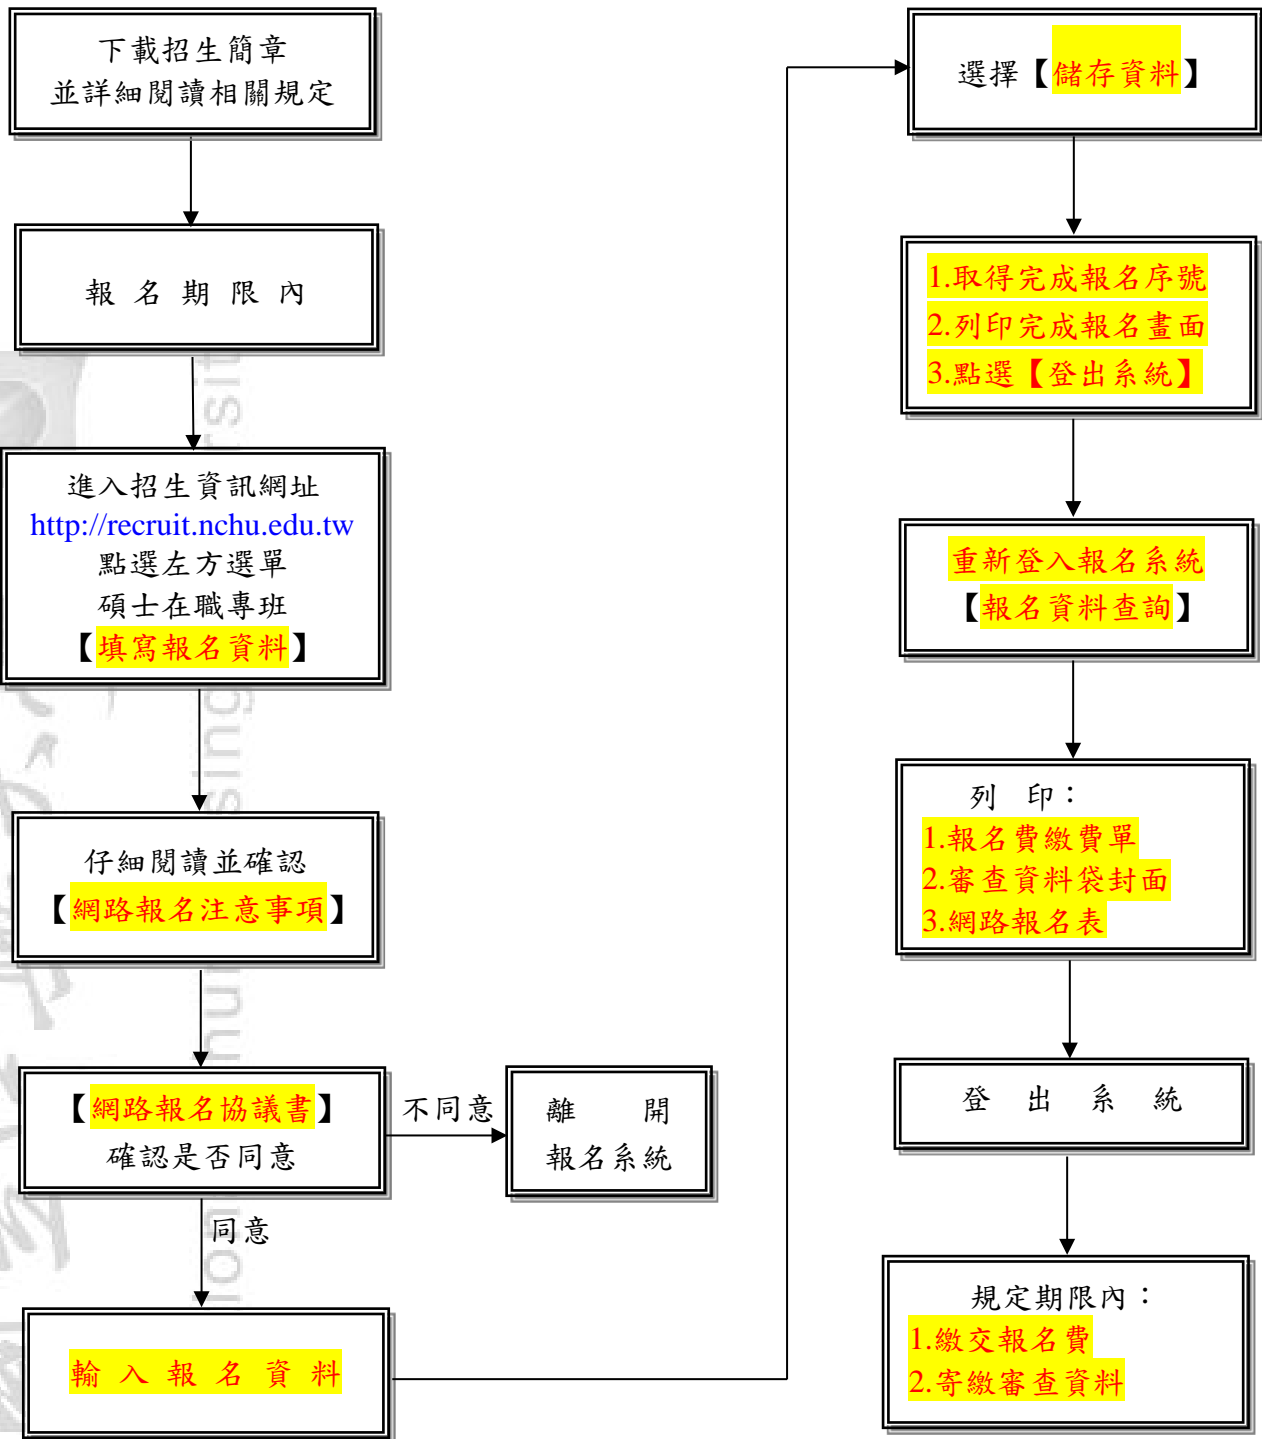 下載招生簡章
並詳細閱讀相關規定
報名期限內
進入招生資訊網址
http://recruit.nchu.edu.tw
點選左方選單
碩士在職專班
【填寫報名資料】
仔細閱讀並確認
【網路報名注意事項】
【網路報名協議書】
確認是否同意
不同意
離 開
報名系統
同意
輸入報名資料
選擇【儲存資料】
1.取得完成報名序號
2.列印完成報名畫面
3.點選【登出系統】
重新登入報名系統
【報名資料查詢】
列 印：
1.報名費繳費單
2.審查資料袋封面
3.網路報名表
登 出 系 統
規定期限內：
1.繳交報名費
2.寄繳審查資料